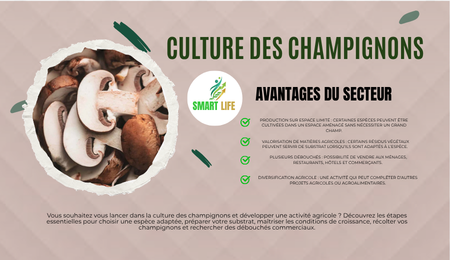 CULTURE DES CHAMPIGNONS
SMART LIFE
AVANTAGES DU SECTEUR
PRODUCTION SUR ESPACE LIMITÉ : CERTAINES ESPÈCES PEUVENT ÊTRE
CULTIVÉES DANS UN ESPACE AMÉNAGÉ SANS NÉCESSITER UN GRAND
CHAMP.
VALORISATION DE MATIÈRES AGRICOLES : CERTAINS RÉSIDUS VÉGÉTAUX
PEUVENT SERVIR DE SUBSTRAT LORSQU'ILS SONT ADAPTÉS À L'ESPÈCE.
PLUSIEURS DÉBOUCHÉS : POSSIBILITÉ DE VENDRE AUX MÉNAGES,
RESTAURANTS, HÔTELS ET COMMERÇANTS.
DIVERSIFICATION AGRICOLE : UNE ACTIVITÉ QUI PEUT COMPLÉTER D'AUTRES
PROJETS AGRICOLES OU AGROALIMENTAIRES.
Vous souhaitez vous lancer dans la culture des champignons et développer une activité agricole ? Découvrez les étapes
essentielles pour choisir une espèce adaptée, préparer votre substrat, maîtriser les conditions de croissance, récolter vos
champignons et rechercher des débouchés commerciaux.